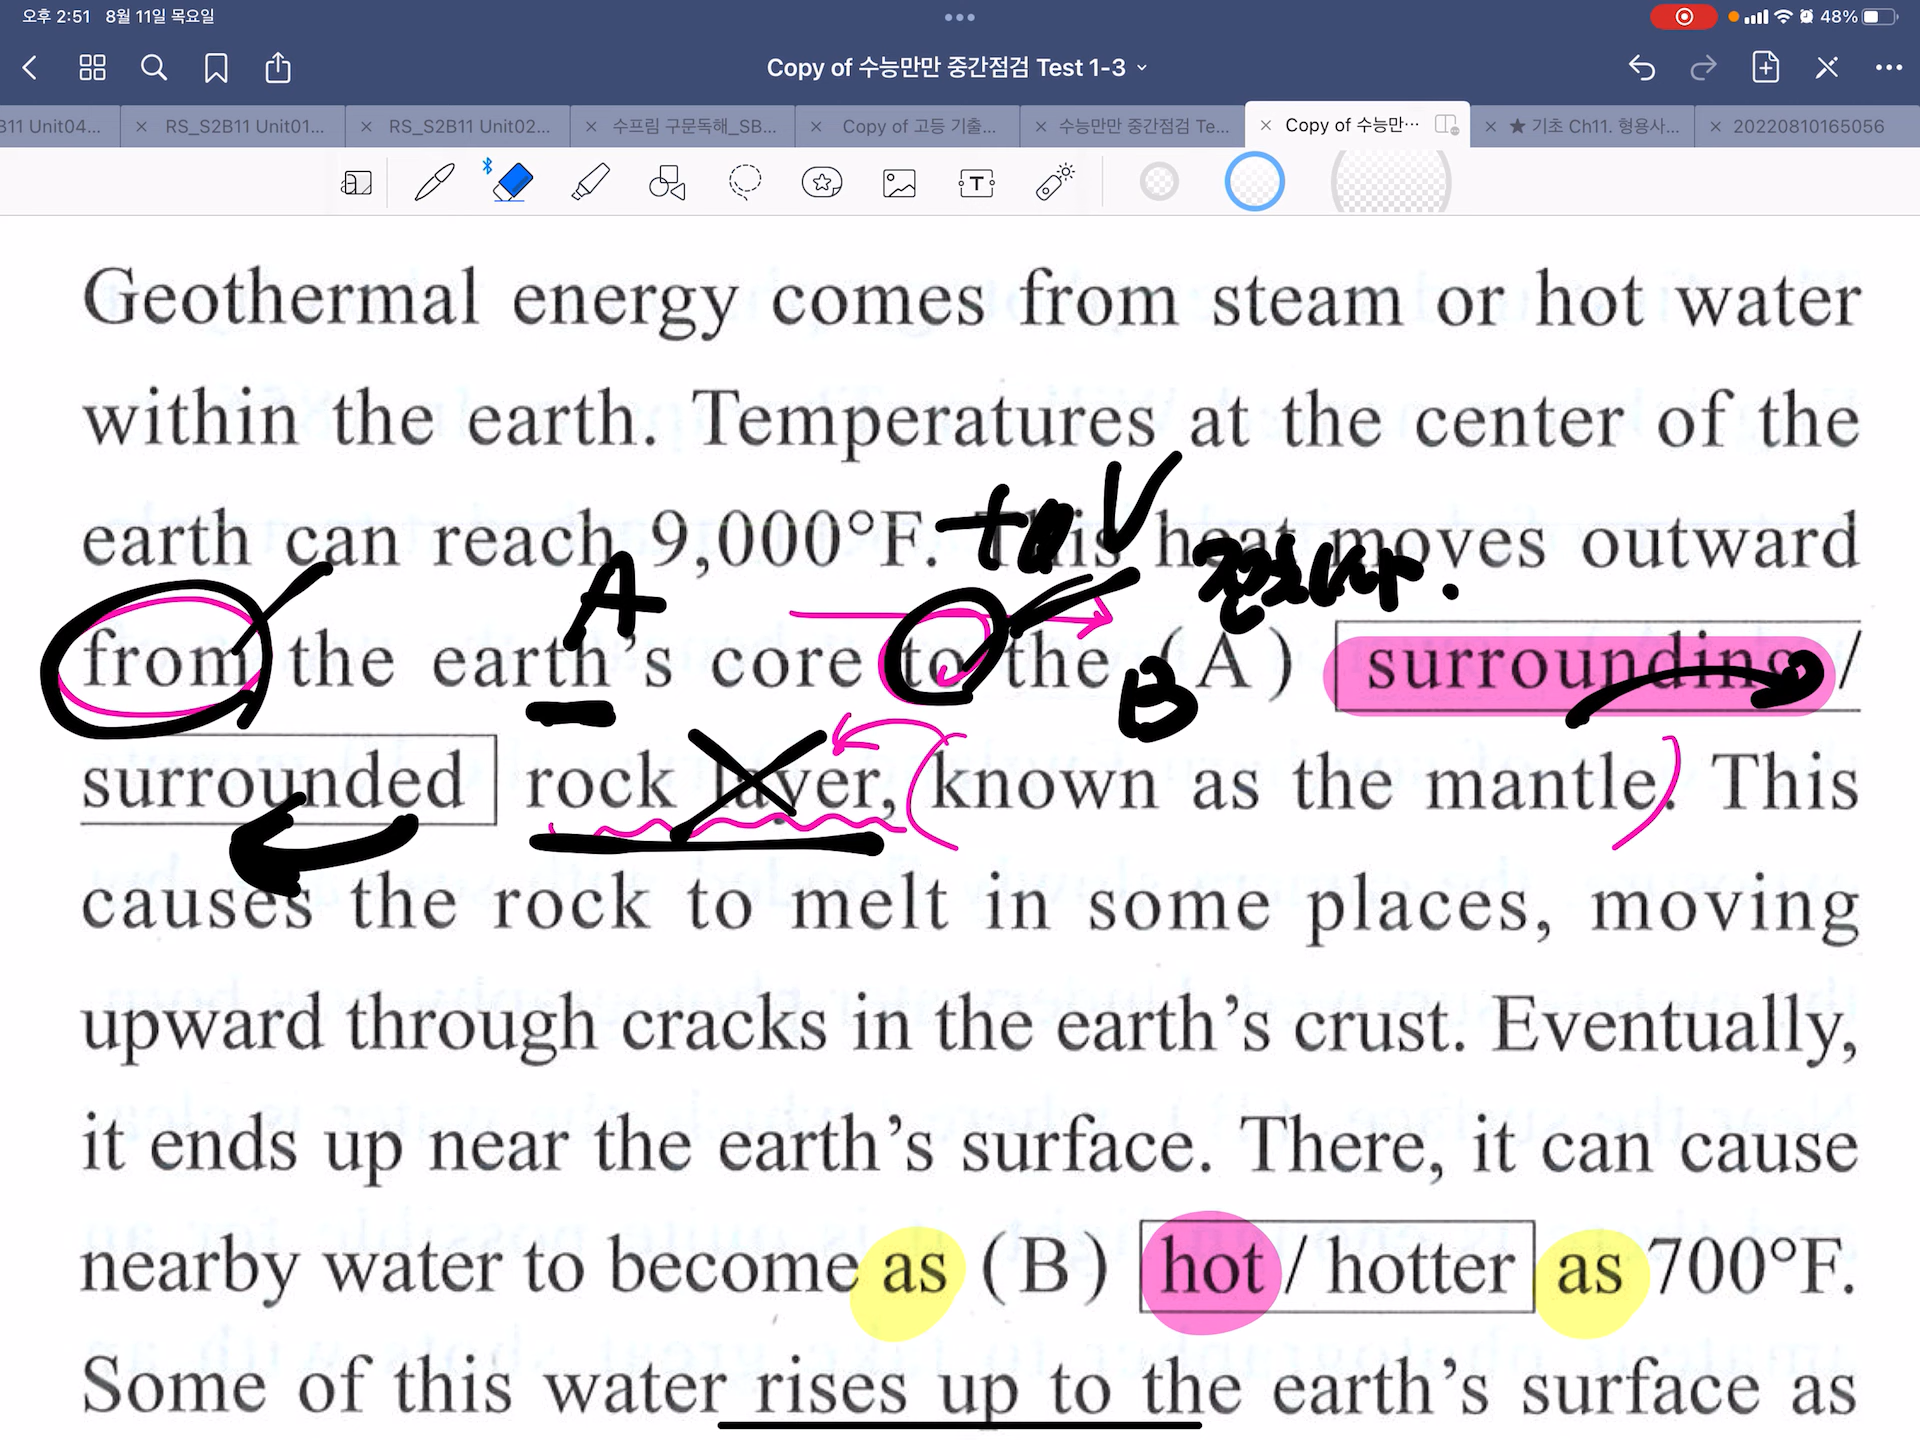 오후 2:51 8월 11일 목요일
48%
Copy of 수능만만 중간점검 Test 1-3
311 Unit04... × RS_S2B11 Unit01... × RS_S2B11 Unit02... × 수프림 구문독해_SB... × Copy of 고등 기출... × 수능만만 중간점검 Te... × Copy of 수능만... × ★ 기초 Ch11. 형용사... × 20220810165056
Geothermal energy comes from steam or hot water
within the earth. Temperatures at the center of the
earth can reach 9,000°F. This heat moves outward
to V
전치사.
A
from the earth's core to the (A) surrounding /
B
surrounded rock layer, known as the mantle. This
causes the rock to melt in some places, moving
upward through cracks in the earth's crust. Eventually,
it ends up near the earth's surface. There, it can cause
nearby water to become as (B) hot / hotter as 700°F.
Some of this water rises up to the earth's surface as